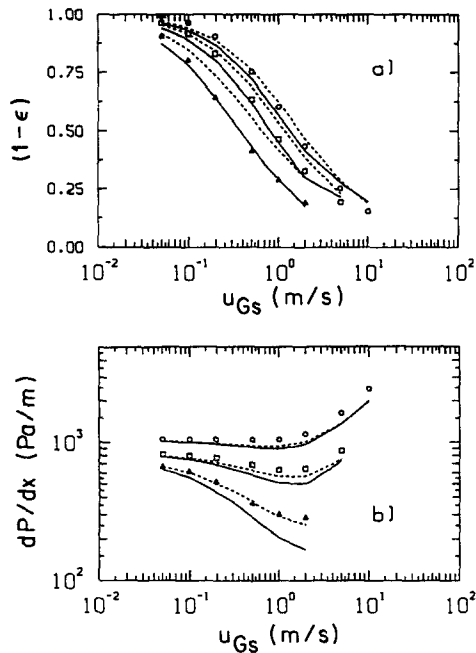 1.00
0.75
0.50
0.25
0.00
(1-ϵ)
a)
10⁻² 10⁻¹ 10⁰ 10¹ 10²
u_Gs (m/s)
10³
10²
dP/dx (Pa/m)
b)
10⁻² 10⁻¹ 10⁰ 10¹ 10²
u_Gs (m/s)